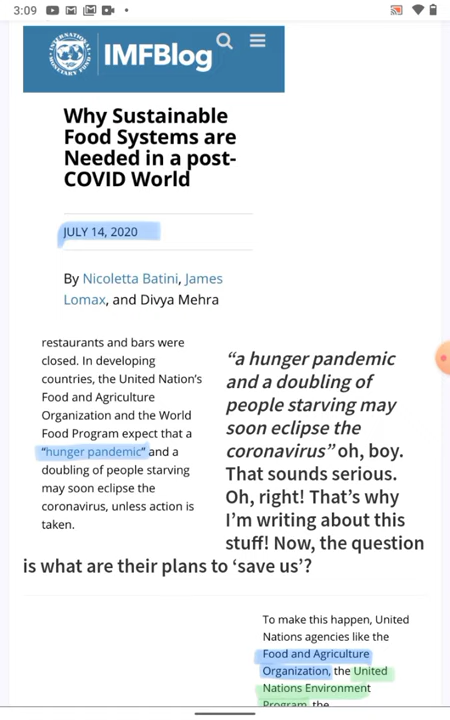 3:09
INTERNATIONAL MONETARY FUND
IMFBlog
Why Sustainable
Food Systems are
Needed in a post-
COVID World
JULY 14, 2020
By Nicoletta Batini, James
Lomax, and Divya Mehra
restaurants and bars were
closed. In developing
countries, the United Nation’s
Food and Agriculture
Organization and the World
Food Program expect that a
“hunger pandemic” and a
doubling of people starving
may soon eclipse the
coronavirus, unless action is
taken.
“a hunger pandemic
and a doubling of
people starving may
soon eclipse the
coronavirus” oh, boy.
That sounds serious.
Oh, right! That’s why
I’m writing about this
stuff! Now, the question
is what are their plans to ‘save us’?
To make this happen, United
Nations agencies like the
Food and Agriculture
Organization, the United
Nations Environment
Program, the